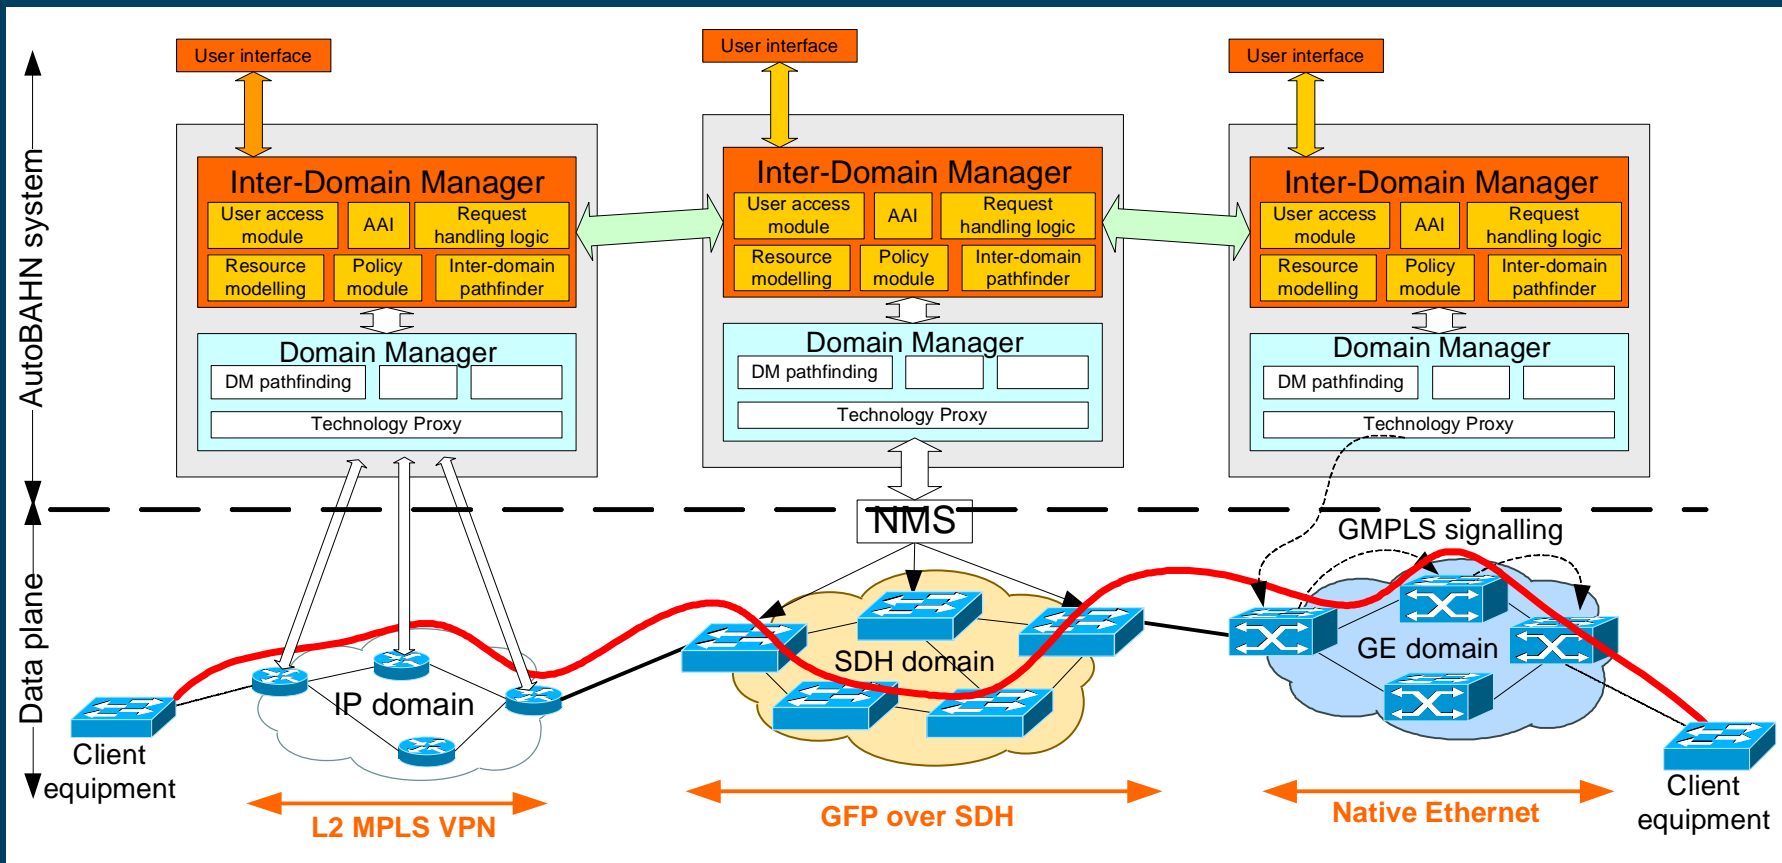 AutoBAHN system
Data plane
User interface
Inter-Domain Manager
User access
module
AAI
Request
handling logic
Resource
modelling
Policy
module
Inter-domain
pathfinder
Domain Manager
DM pathfinding
Technology Proxy
User interface
Inter-Domain Manager
User access
module
AAI
Request
handling logic
Resource
modelling
Policy
module
Inter-domain
pathfinder
Domain Manager
DM pathfinding
Technology Proxy
User interface
Inter-Domain Manager
User access
module
AAI
Request
handling logic
Resource
modelling
Policy
module
Inter-domain
pathfinder
Domain Manager
DM pathfinding
Technology Proxy
NMS
GMPLS signalling
IP domain
SDH domain
GE domain
Client
equipment
Client
equipment
L2 MPLS VPN
GFP over SDH
Native Ethernet